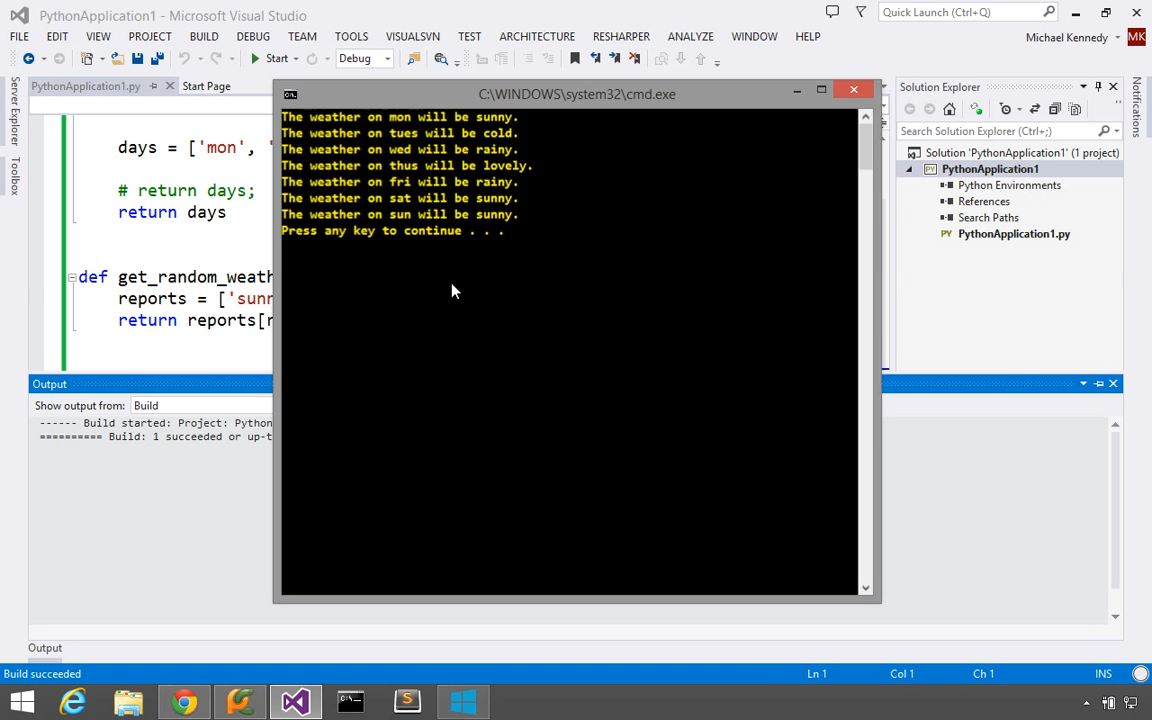 PythonApplication1 - Microsoft Visual Studio
Quick Launch (Ctrl+Q)
FILE EDIT VIEW PROJECT BUILD DEBUG TEAM TOOLS VISUALSVN TEST ARCHITECTURE RESHARPER ANALYZE WINDOW HELP
Michael Kennedy MK
Start Debug
Server Explorer
Toolbox
PythonApplication1.py Start Page
days = ['mon', '
# return days;
return days
def get_random_weath
reports = ['sunn
return reports[r
C:\WINDOWS\system32\cmd.exe
The weather on mon will be sunny.
The weather on tues will be cold.
The weather on wed will be rainy.
The weather on thus will be lovely.
The weather on fri will be rainy.
The weather on sat will be sunny.
The weather on sun will be sunny.
Press any key to continue . . .
Solution Explorer
Search Solution Explorer (Ctrl+;)
Solution 'PythonApplication1' (1 project)
PythonApplication1
Python Environments
References
Search Paths
PY PythonApplication1.py
Notifications
Output
Show output from: Build
------ Build started: Project: Python
========== Build: 1 succeeded or up-t
Output
Build succeeded Ln 1 Col 1 Ch 1 INS